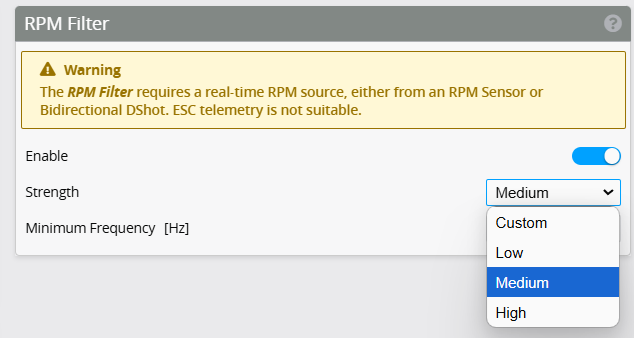 RPM Filter
Warning
The RPM Filter requires a real-time RPM source, either from an RPM Sensor or
Bidirectional DShot. ESC telemetry is not suitable.
Enable
Strength Medium
Minimum Frequency [Hz]
Custom
Low
Medium
High